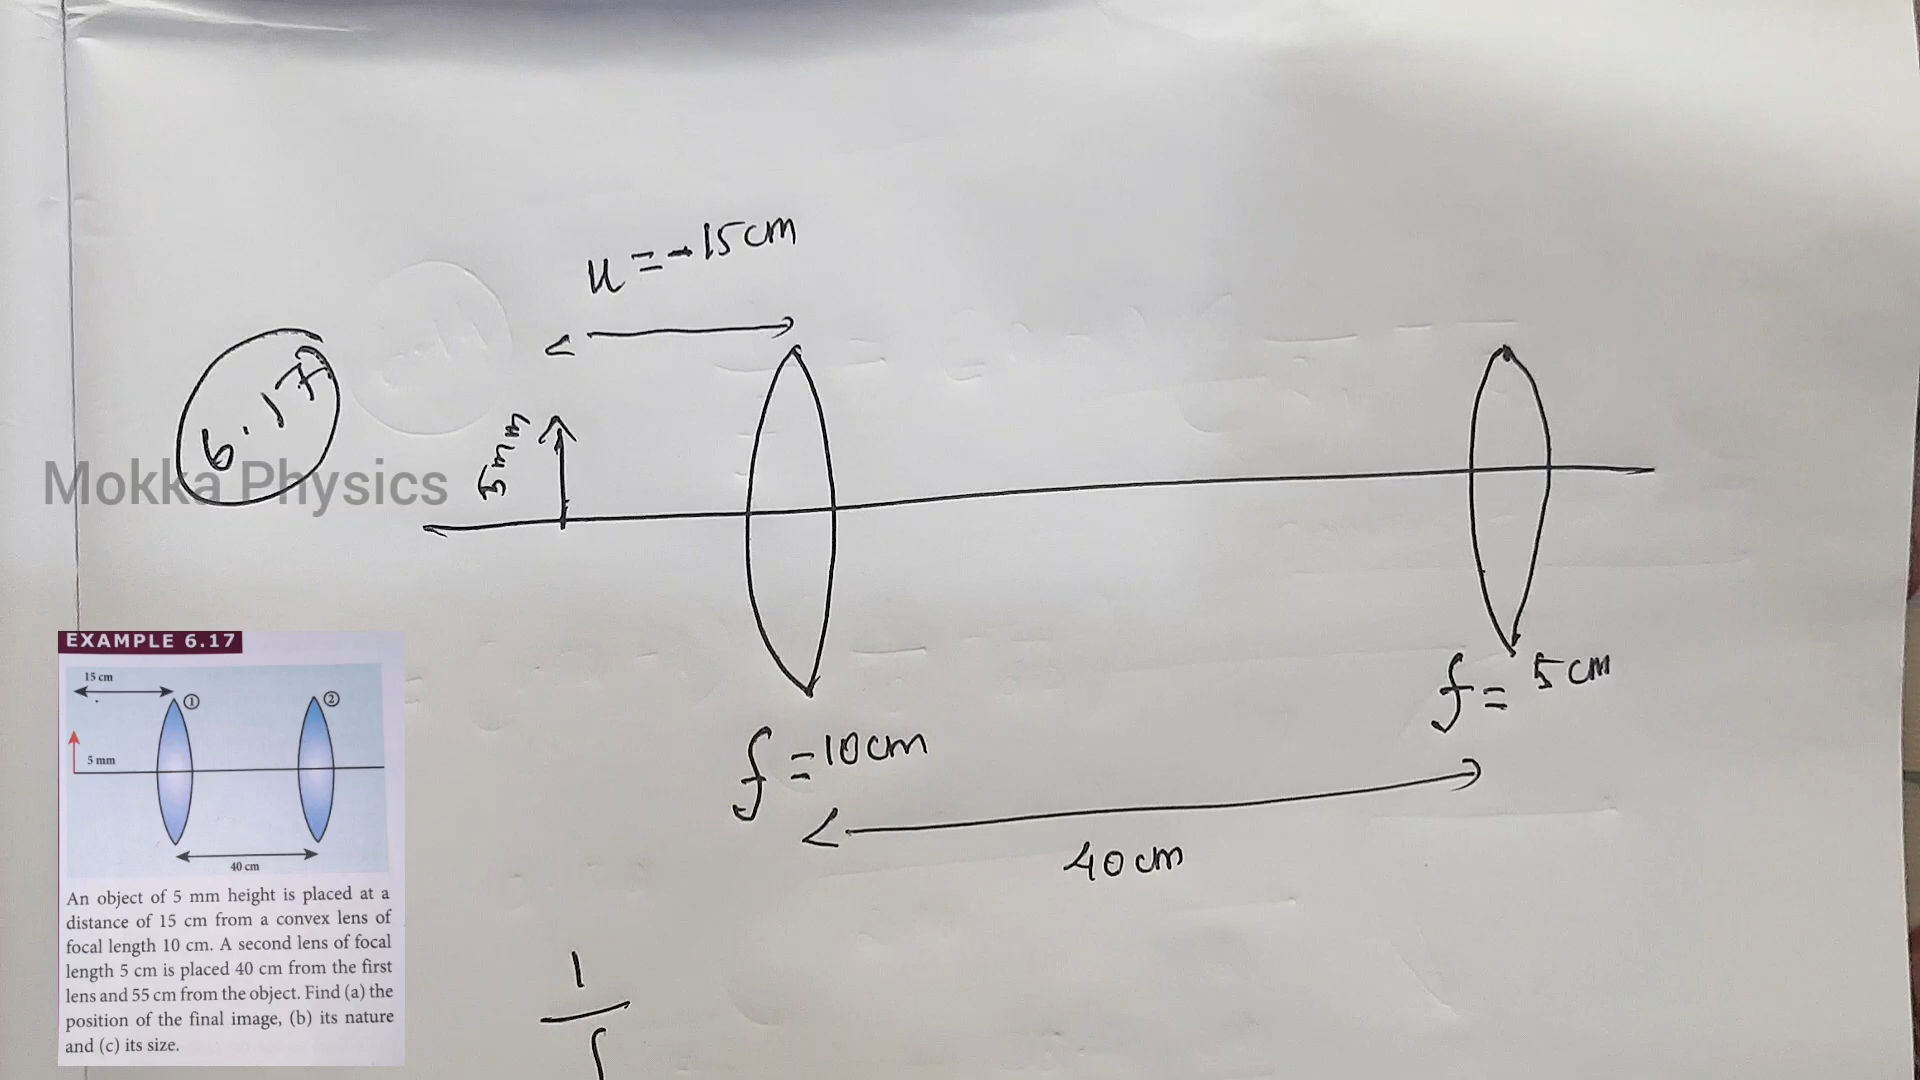 u = -15cm
6.17
5mm
Mokka Physics
f = 10cm
f = 5cm
40cm
1
EXAMPLE 6.17
15 cm
① ②
5 mm
40 cm
An object of 5 mm height is placed at a
distance of 15 cm from a convex lens of
focal length 10 cm. A second lens of focal
length 5 cm is placed 40 cm from the first
lens and 55 cm from the object. Find (a) the
position of the final image, (b) its nature
and (c) its size.